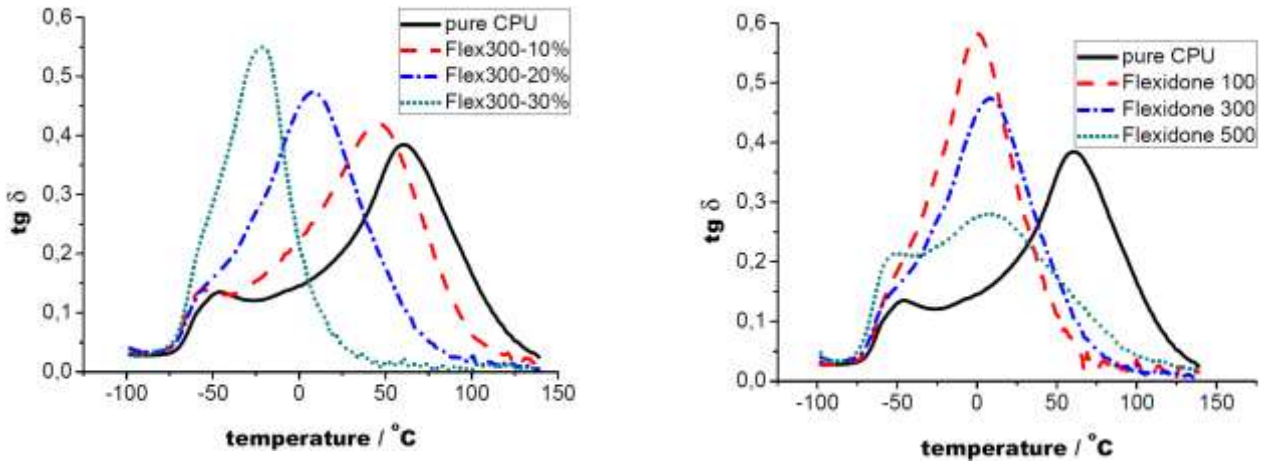 0,6
0,5
0,4
0,3
0,2
0,1
0,0
tg δ
pure CPU
Flex300-10%
Flex300-20%
Flex300-30%
-100 -50 0 50 100 150
temperature / °C
0,6
0,5
0,4
0,3
0,2
0,1
0,0
tg δ
pure CPU
Flexidone 100
Flexidone 300
Flexidone 500
-100 -50 0 50 100 150
temperature / °C